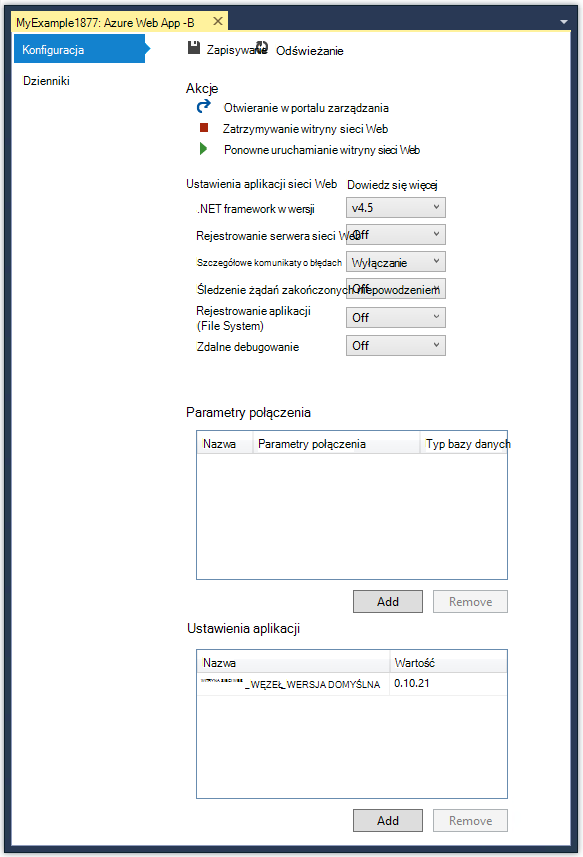 MyExample1877: Azure Web App -B
Konfiguracja
Dzienniki
Zapisywanie Odświeżanie
Akcje
Otwieranie w portalu zarządzania
Zatrzymywanie witryny sieci Web
Ponowne uruchamianie witryny sieci Web
Ustawienia aplikacji sieci Web Dowiedz się więcej
.NET framework w wersji v4.5
Rejestrowanie serwera sieci Web Off
Szczegółowe komunikaty o błędach Wyłączanie
Śledzenie żądań zakończonych niepowodzeniem Off
Rejestrowanie aplikacji
(File System) Off
Zdalne debugowanie Off
Parametry połączenia
Nazwa Parametry połączenia Typ bazy danych
Add Remove
Ustawienia aplikacji
Nazwa Wartość
_WĘZEŁ_WERSJA DOMYŚLNA 0.10.21
Add Remove